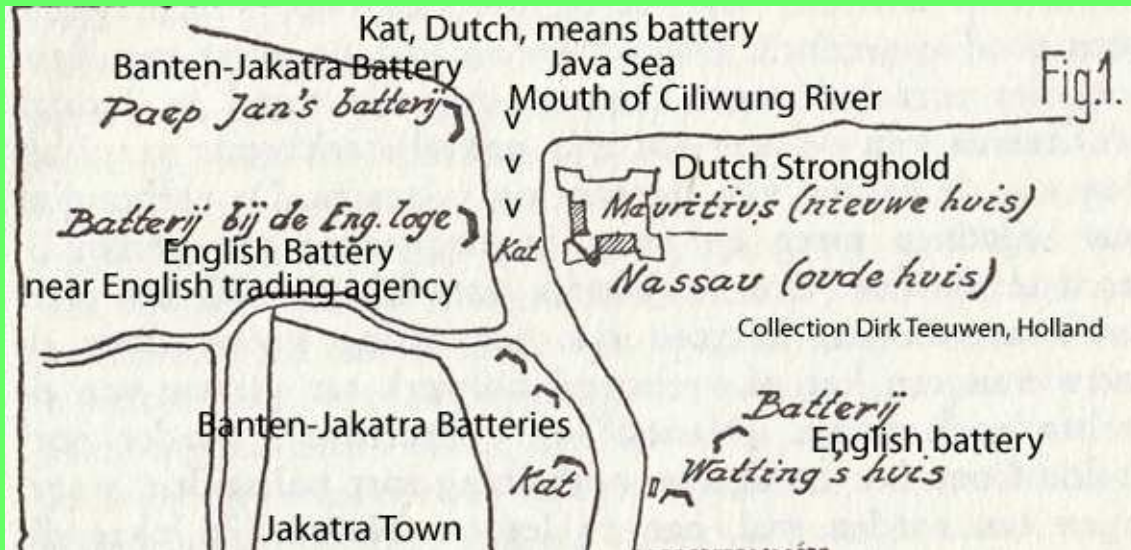 Kat, Dutch, means battery
Fig.1.
Banten-Jakatra Battery
Java Sea
Paep Jan's batterij
Mouth of Ciliwung River
v
v
v
Dutch Stronghold
Mauritius (nieuwe huis)
Batterij bij de Eng. loge
Kat
English Battery
near English trading agency
Nassau (oude huis)
Collection Dirk Teeuwen, Holland
Banten-Jakatra Batteries
Batterij
English battery
Kat
Watting's huis
Jakatra Town